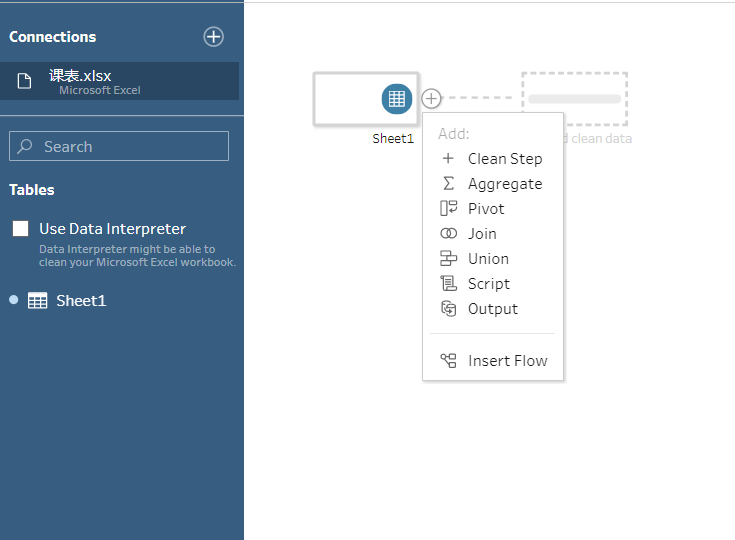 Connections
课表.xlsx
Microsoft Excel
Search
Tables
Use Data Interpreter
Data Interpreter might be able to
clean your Microsoft Excel workbook.
Sheet1
Sheet1
clean data
Add:
Clean Step
Aggregate
Pivot
Join
Union
Script
Output
Insert Flow